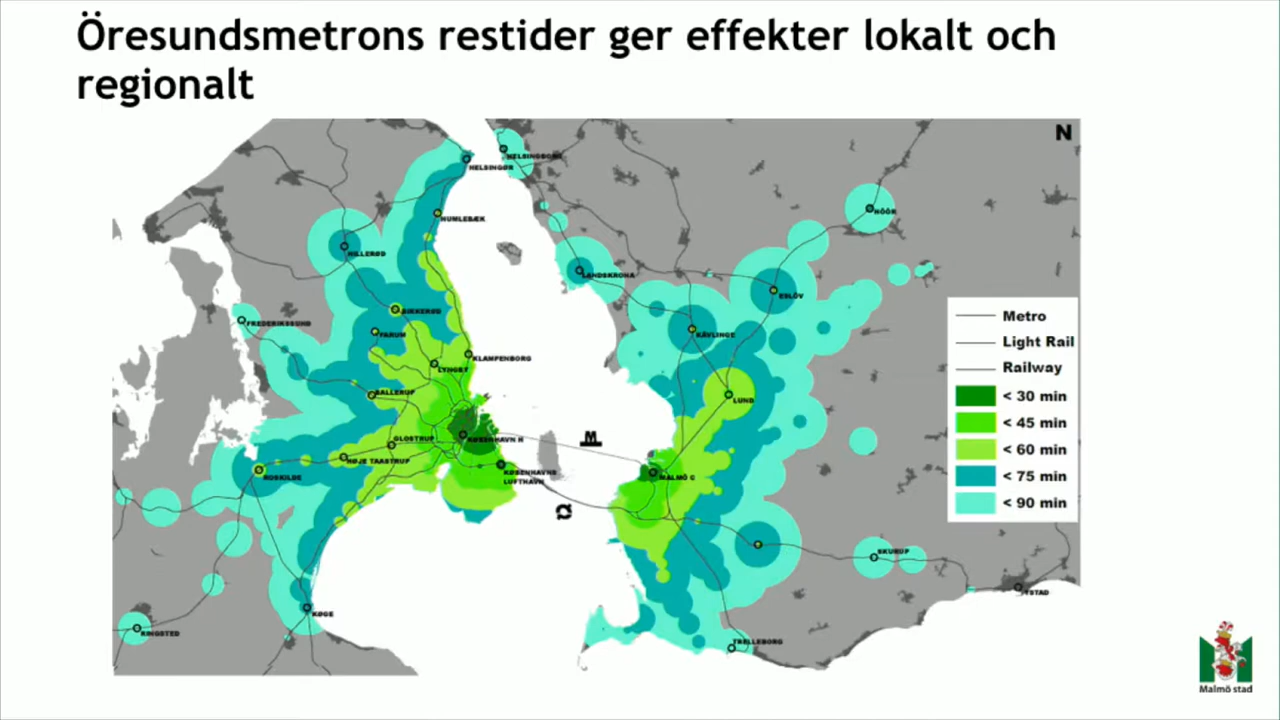 Öresundsmetrons restider ger effekter lokalt och
regionalt
N
HELSINGBORG
HELSINGØR
HÖÖR
HUMLEBÆK
HILLERØD
LANDSKRONA
ESLÖV
BIRKERØD
FREDERIKSSUND
FARUM
KÄVLINGE
KLAMPENBORG
LYNGBY
BALLERUP
LUND
GLOSTRUP
KØBENHAVN H
M
HØJE TAASTRUP
ROSKILDE
KØBENHAVNS
LUFTHAVN
MALMÖ C
SKURUP
YSTAD
KØGE
RINGSTED
TRELLEBORG
Metro
Light Rail
Railway
< 30 min
< 45 min
< 60 min
< 75 min
< 90 min
Malmö stad